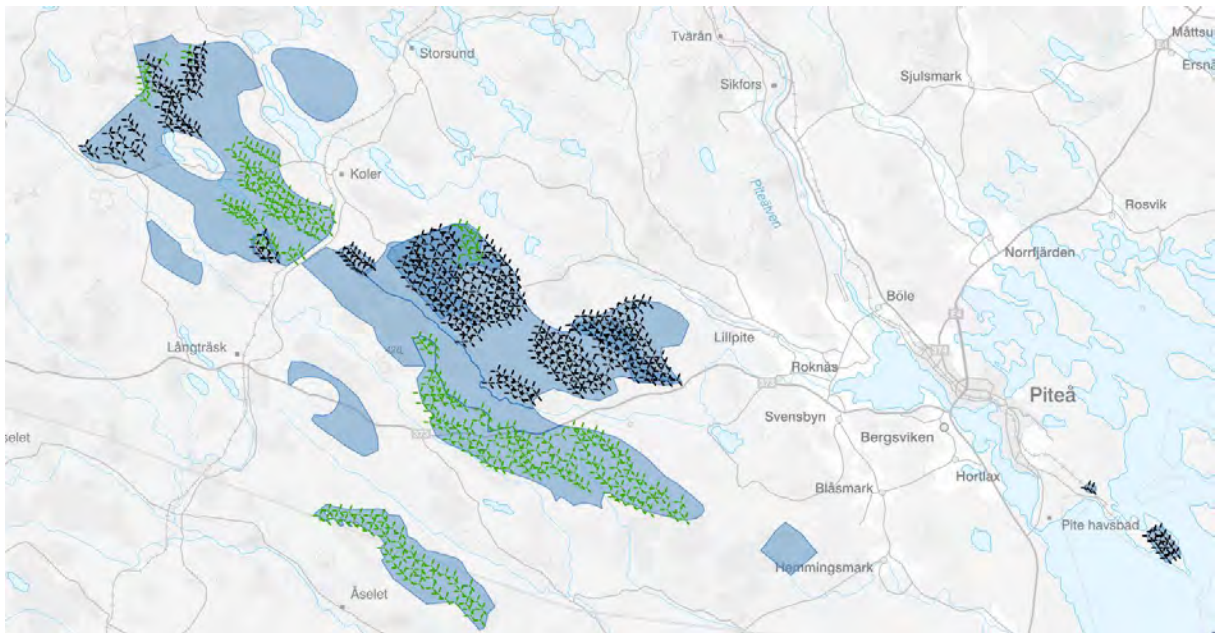 Tvärån
Måttsu
Storsund
Ersnä
Sjulsmark
Sikfors
Koler
Piteälven
Rosvik
Norrfjärden
Böle
Lillpite
Långträsk
Roknäs
Piteå
Svensbyn
selet
Bergsviken
Hortlax
Blåsmark
Pite havsbad
Hemmingsmark
Åselet